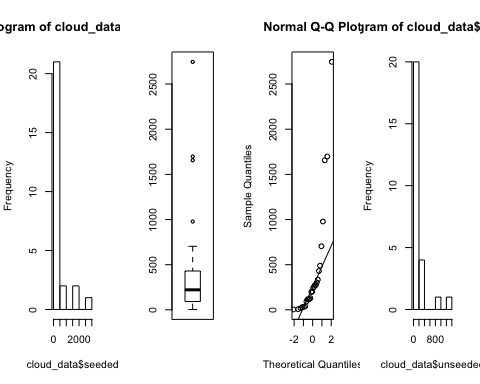 ogram of cloud_data
Normal Q-Q Plot
gram of cloud_data$
Frequency
0
5
10
15
20
0 2000
cloud_data$seeded
0
500
1000
1500
2000
2500
Sample Quantiles
0
500
1000
1500
2000
2500
-2 0 2
Theoretical Quantiles
Frequency
0
5
10
15
20
0 800
cloud_data$unseeded